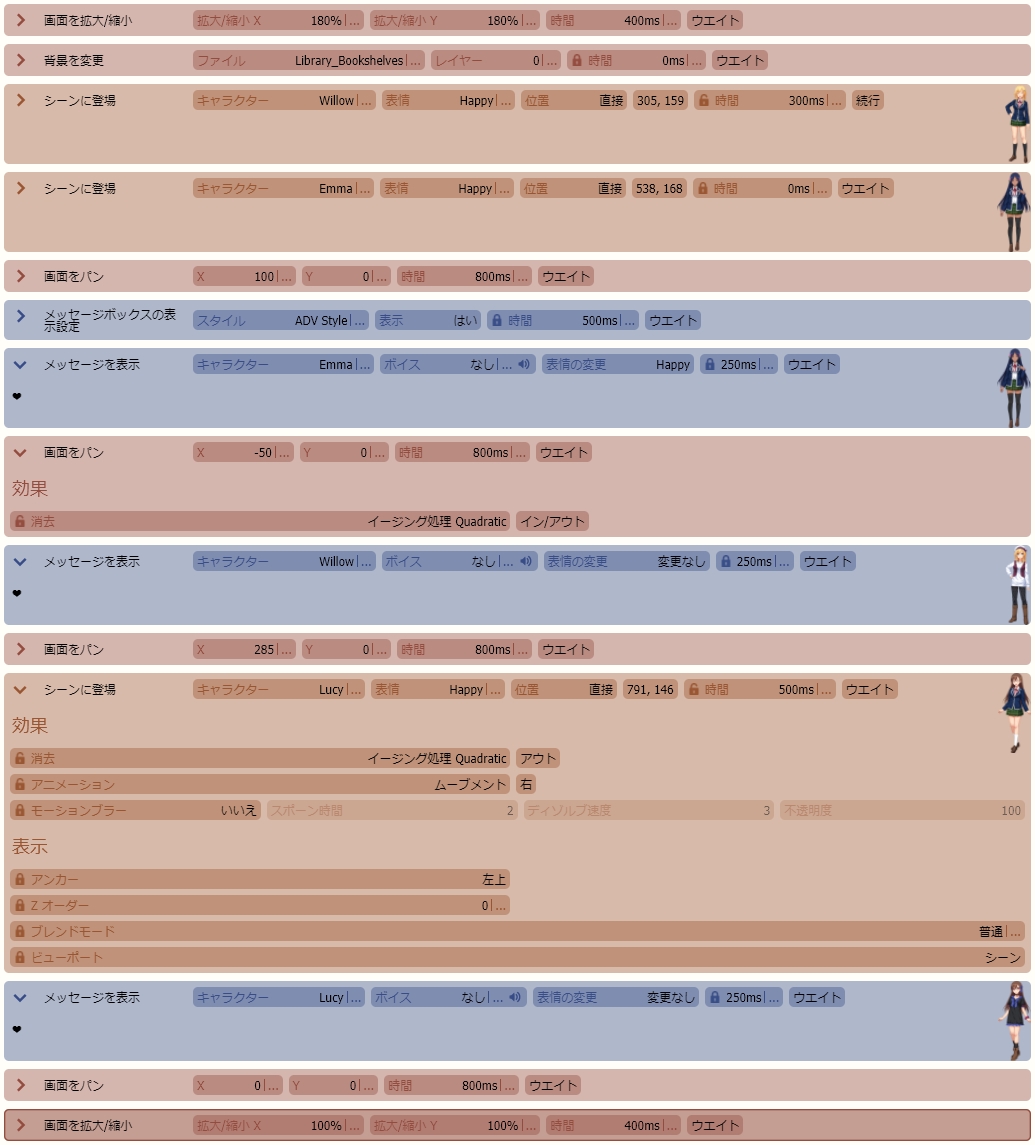 画面を拡大/縮小 拡大/縮小 X 180% ... 拡大/縮小 Y 180% ... 時間 400ms ... ウエイト
背景を変更 ファイル Library_Bookshelves ... レイヤー 0 ... 時間 0ms ... ウエイト
シーンに登場 キャラクター Willow ... 表情 Happy ... 位置 直接 305, 159 時間 300ms ... 続行
シーンに登場 キャラクター Emma ... 表情 Happy ... 位置 直接 538, 168 時間 0ms ... ウエイト
画面をパン X 100 ... Y 0 ... 時間 800ms ... ウエイト
メッセージボックスの表
示設定 スタイル ADV Style ... 表示 はい 時間 500ms ... ウエイト
メッセージを表示 キャラクター Emma ... ボイス なし ... 表情の変更 Happy 250ms ... ウエイト
❤
画面をパン X -50 ... Y 0 ... 時間 800ms ... ウエイト
効果
消去 イージング処理 Quadratic イン/アウト
メッセージを表示 キャラクター Willow ... ボイス なし ... 表情の変更 変更なし 250ms ... ウエイト
❤
画面をパン X 285 ... Y 0 ... 時間 800ms ... ウエイト
シーンに登場 キャラクター Lucy ... 表情 Happy ... 位置 直接 791, 146 時間 500ms ... ウエイト
効果
消去 イージング処理 Quadratic アウト
アニメーション ムーブメント 右
モーションブラー いいえ スポーン時間 2 ディゾルブ速度 3 不透明度 100
表示
アンカー 左上
Z オーダー 0 ...
ブレンドモード 普通 ...
ビューポート シーン
メッセージを表示 キャラクター Lucy ... ボイス なし ... 表情の変更 変更なし 250ms ... ウエイト
❤
画面をパン X 0 ... Y 0 ... 時間 800ms ... ウエイト
画面を拡大/縮小 拡大/縮小 X 100% ... 拡大/縮小 Y 100% ... 時間 400ms ... ウエイト